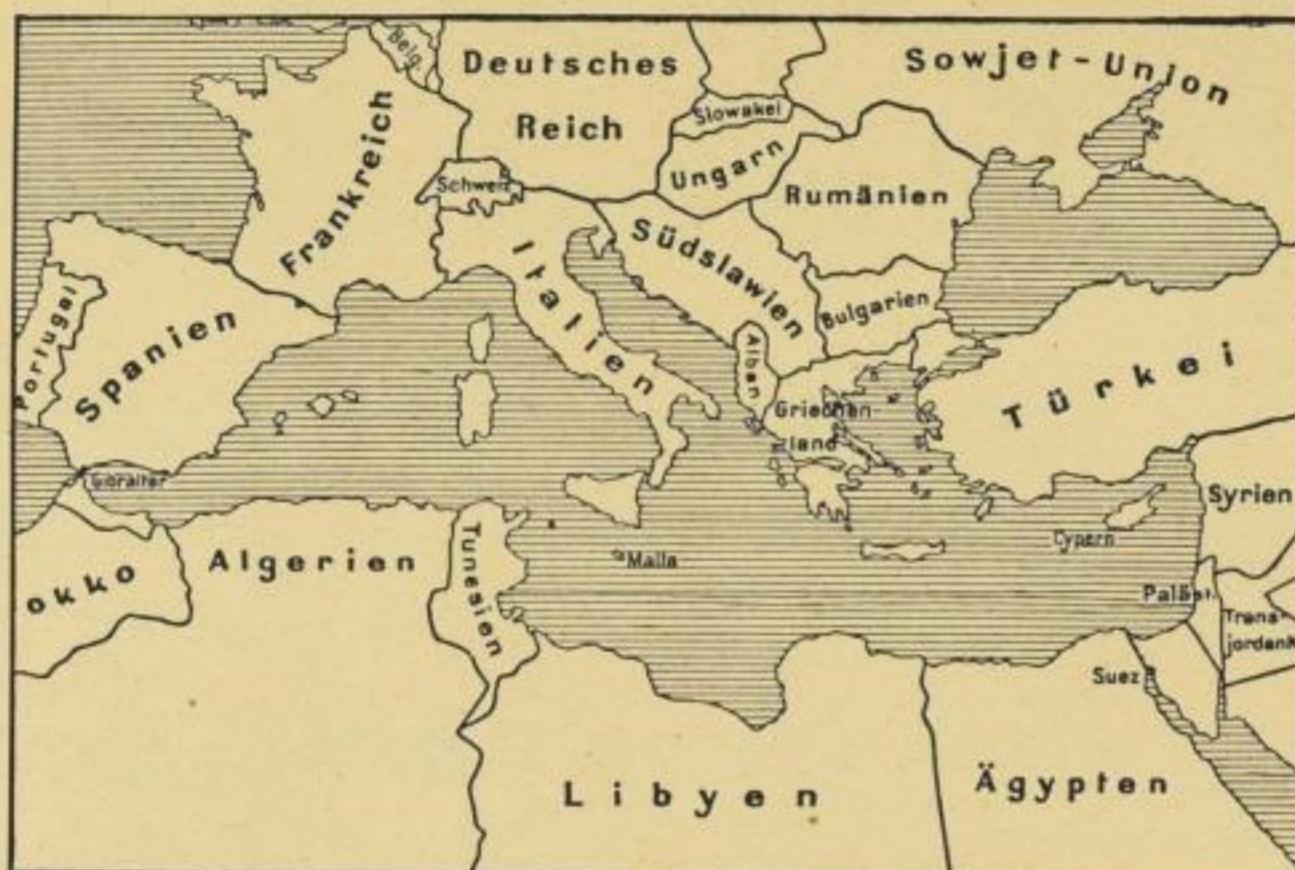 Belg.
Deutsches
Reich
Sowjet-Union
Slowakei
Ungarn
Frankreich
Schweiz
Rumänien
Italien
Südslawien
Bulgarien
Portugal
Spanien
Alban
Türkei
Griechen-
land
Gibraltar
Syrien
okko
Algerien
Tunesien
Malta
Cypern
Paläst.
Trans-
jordan
Suez
Libyen
Ägypten